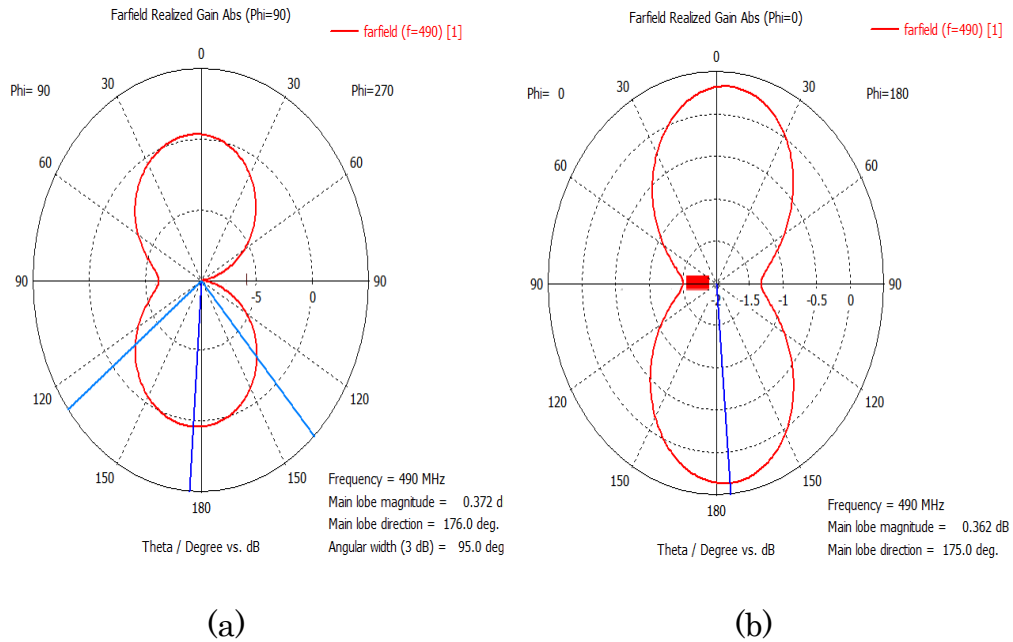 Farfield Realized Gain Abs (Phi=90)
farfield (f=490) [1]
0
30
30
Phi= 90
Phi=270
60
60
90
90
-5
0
120
120
150
150
180
Frequency = 490 MHz
Main lobe magnitude = 0.372 d
Main lobe direction = 176.0 deg.
Angular width (3 dB) = 95.0 deg
Theta / Degree vs. dB
(a)
Farfield Realized Gain Abs (Phi=0)
farfield (f=490) [1]
0
30
30
Phi= 0
Phi=180
60
60
90
90
-2
-1.5
-1
-0.5
0
120
120
150
150
180
Frequency = 490 MHz
Main lobe magnitude = 0.362 dB
Main lobe direction = 175.0 deg.
Theta / Degree vs. dB
(b)